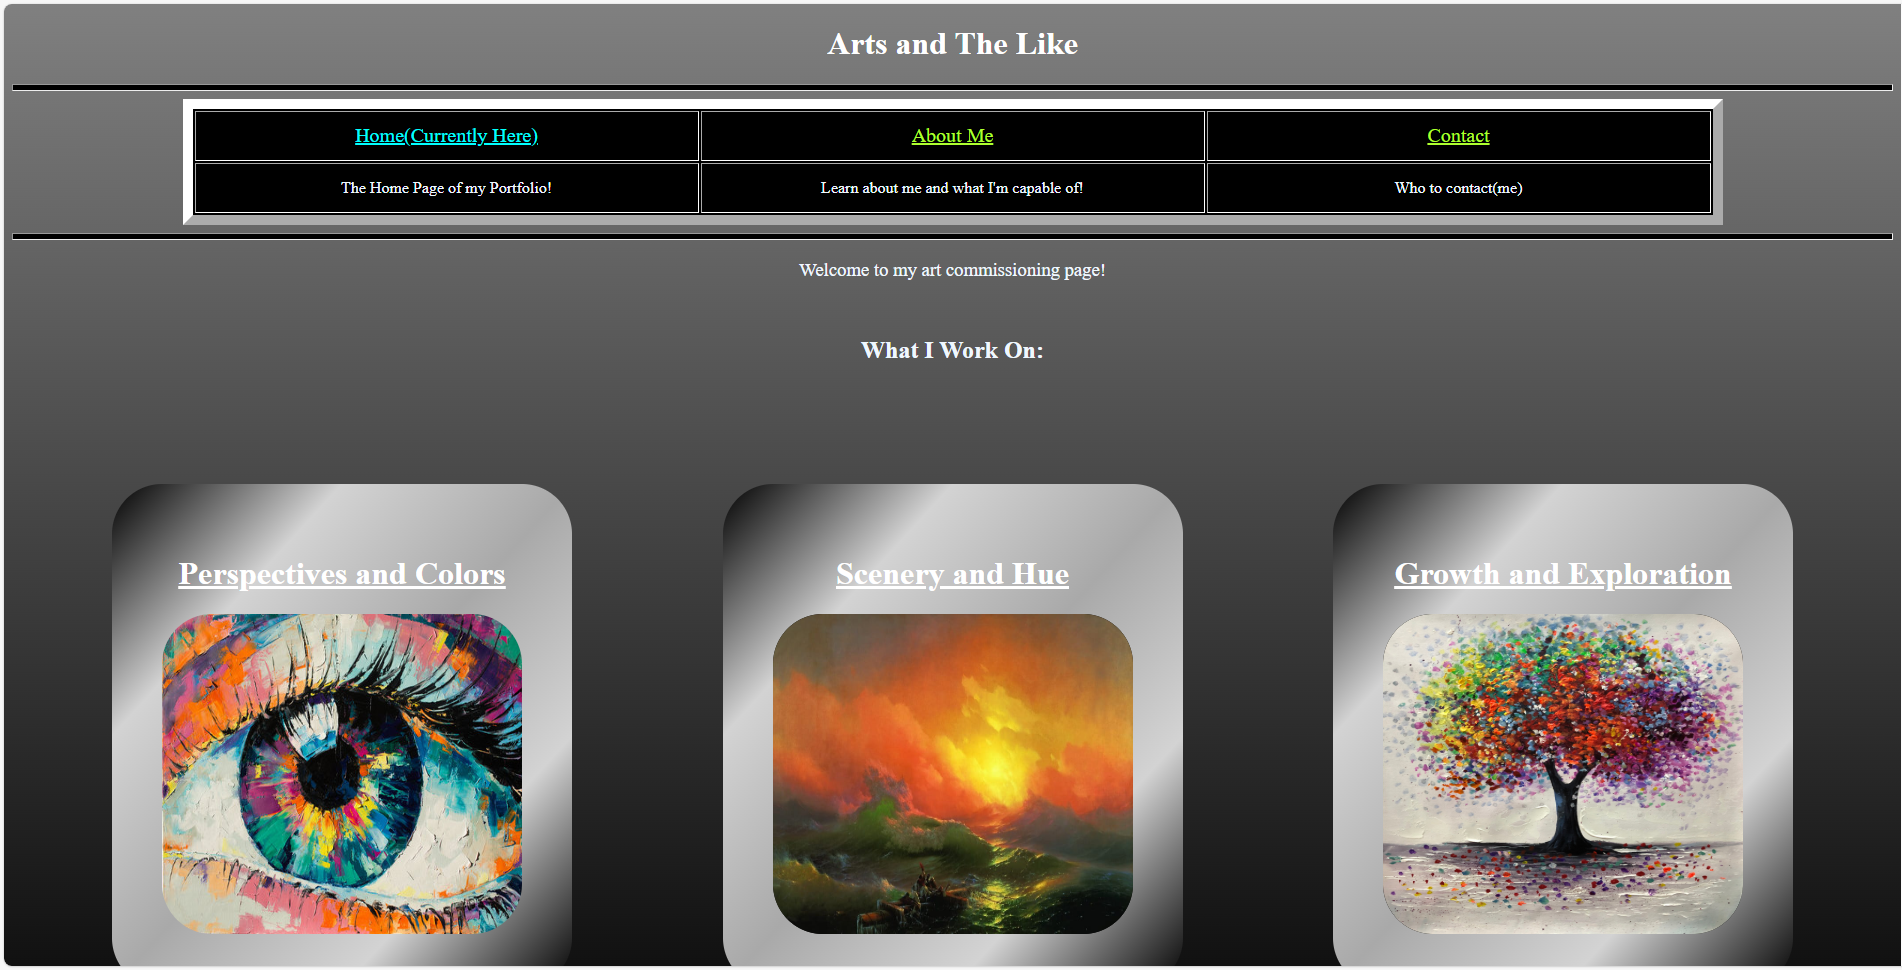 Arts and The Like
Home(Currently Here)
About Me
Contact
The Home Page of my Portfolio!
Learn about me and what I'm capable of!
Who to contact(me)
Welcome to my art commissioning page!
What I Work On:
Perspectives and Colors
Scenery and Hue
Growth and Exploration